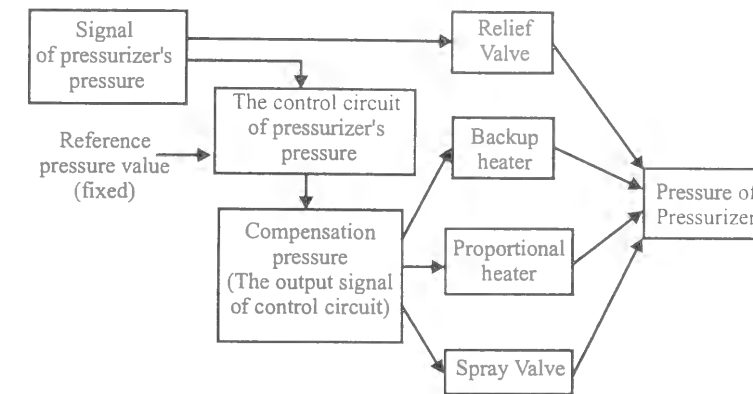 Signal
of pressurizer's
pressure
Relief
Valve
The control circuit
of pressurizer's
pressure
Reference
pressure value
(fixed)
Backup
heater
Pressure of
Pressurizer
Compensation
pressure
(The output signal
of control circuit)
Proportional
heater
Spray Valve